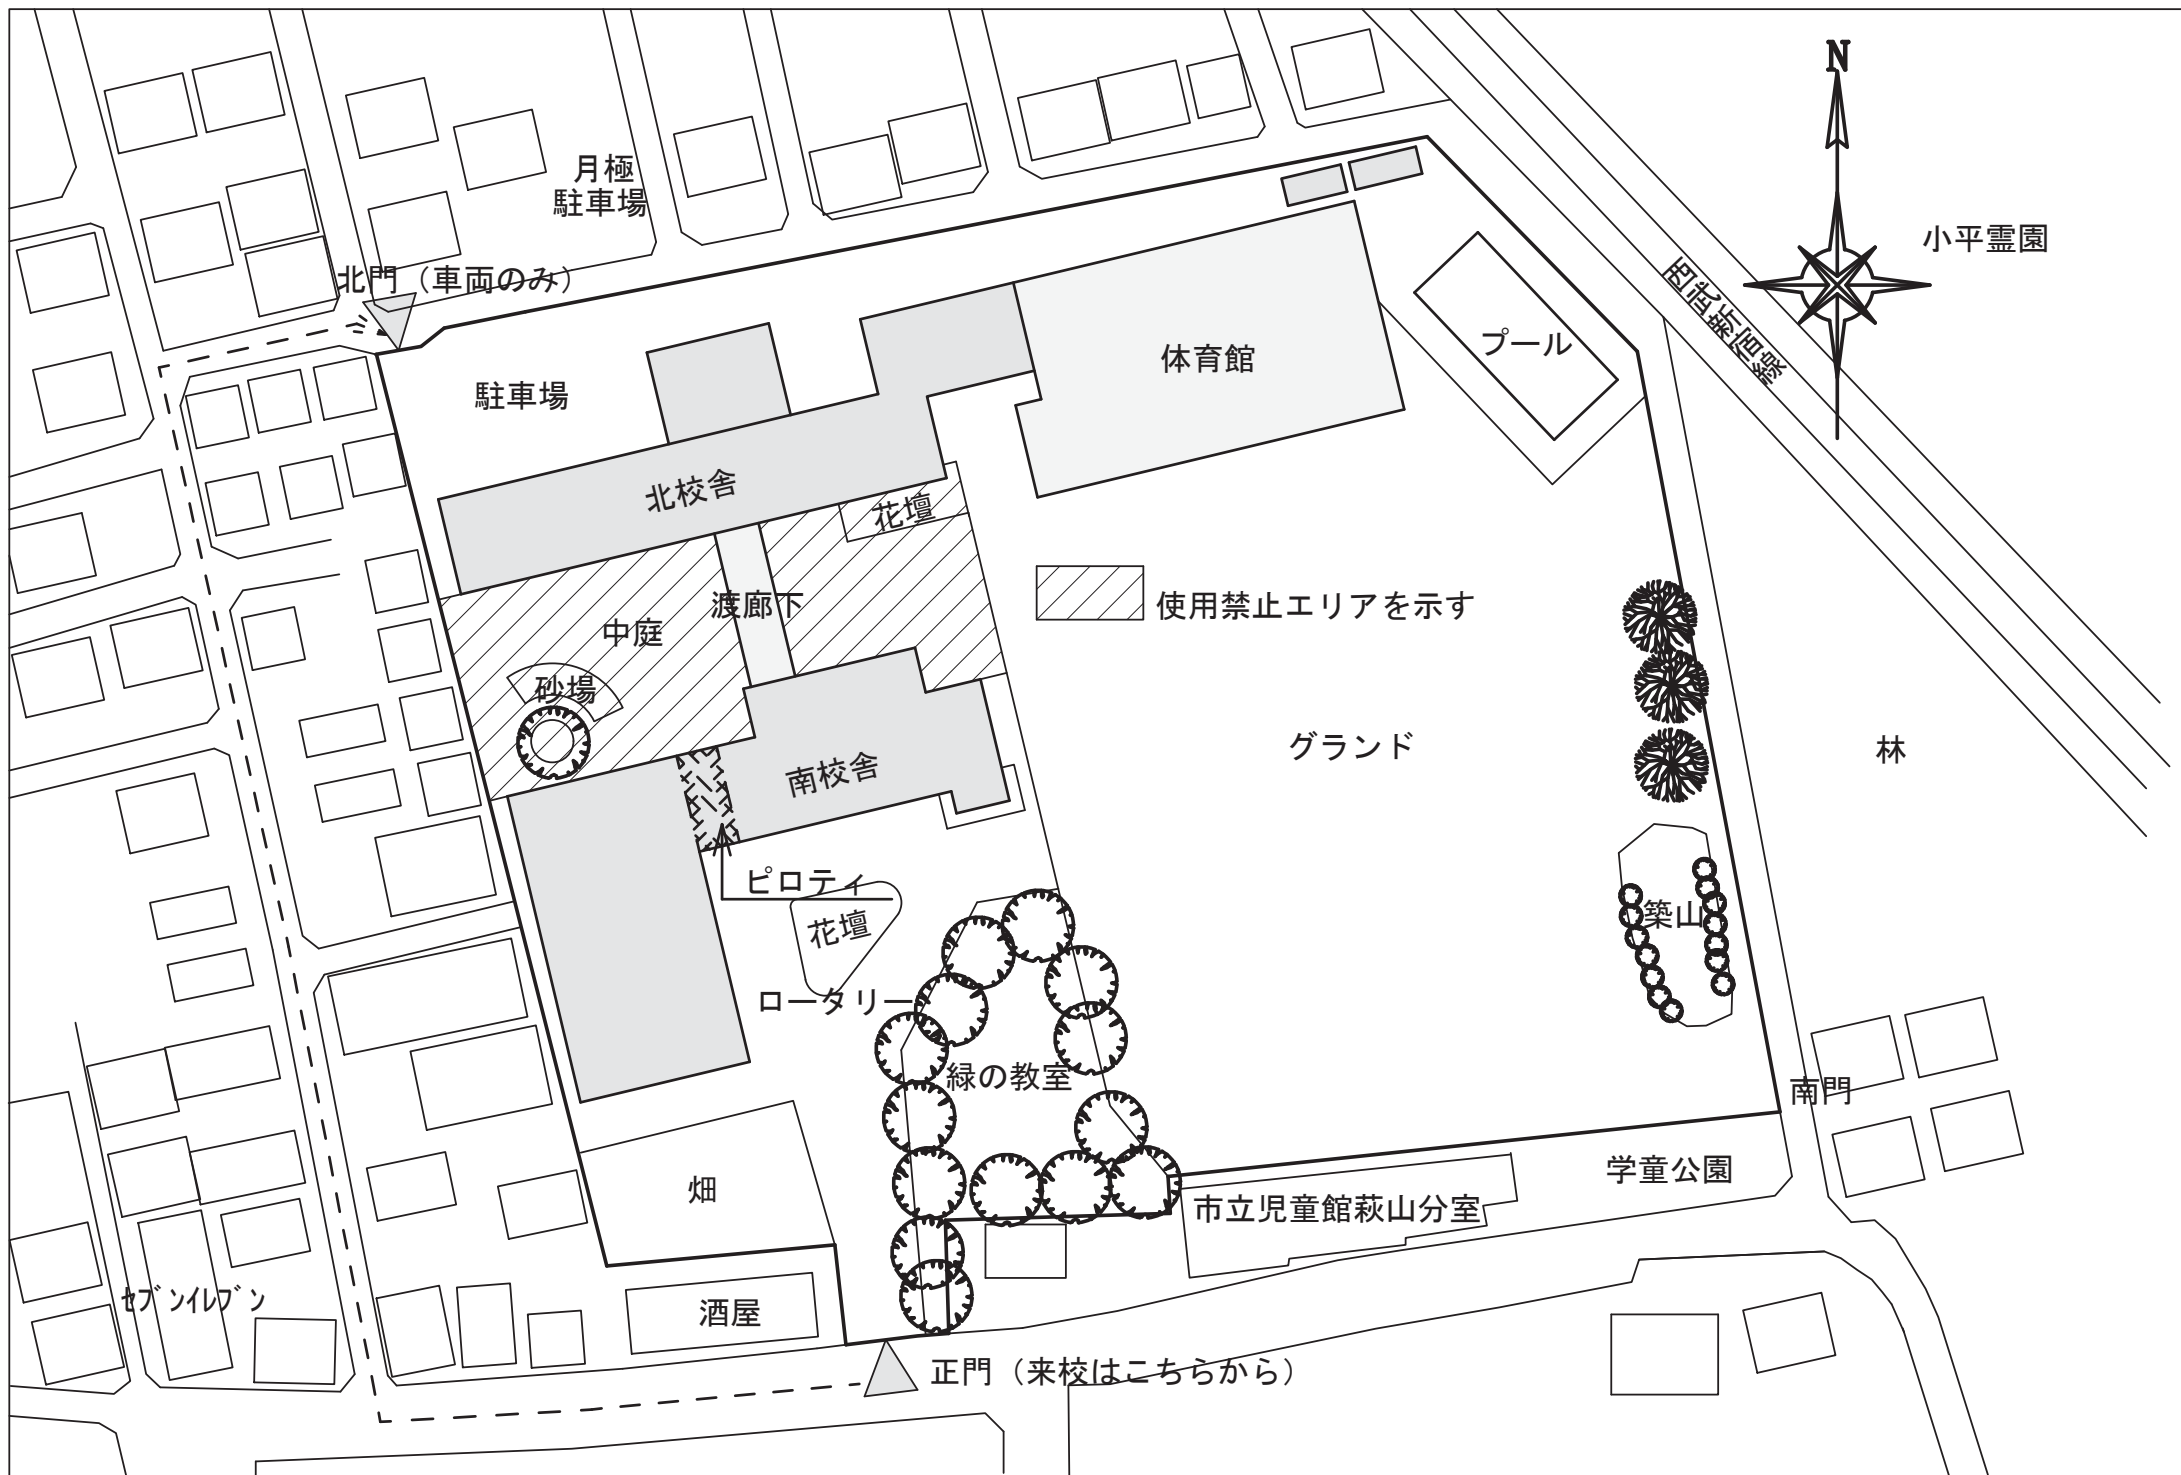 N
月極
駐車場
小平霊園
北門（車両のみ）
西武新宿線
プール
体育館
駐車場
北校舎
花壇
渡廊下
使用禁止エリアを示す
中庭
砂場
グランド
林
南校舎
ピロティ
花壇
築山
ロータリー
緑の教室
南門
学童公園
畑
市立児童館萩山分室
ｾﾌﾞﾝｲﾚﾌﾞﾝ
酒屋
正門（来校はこちらから）